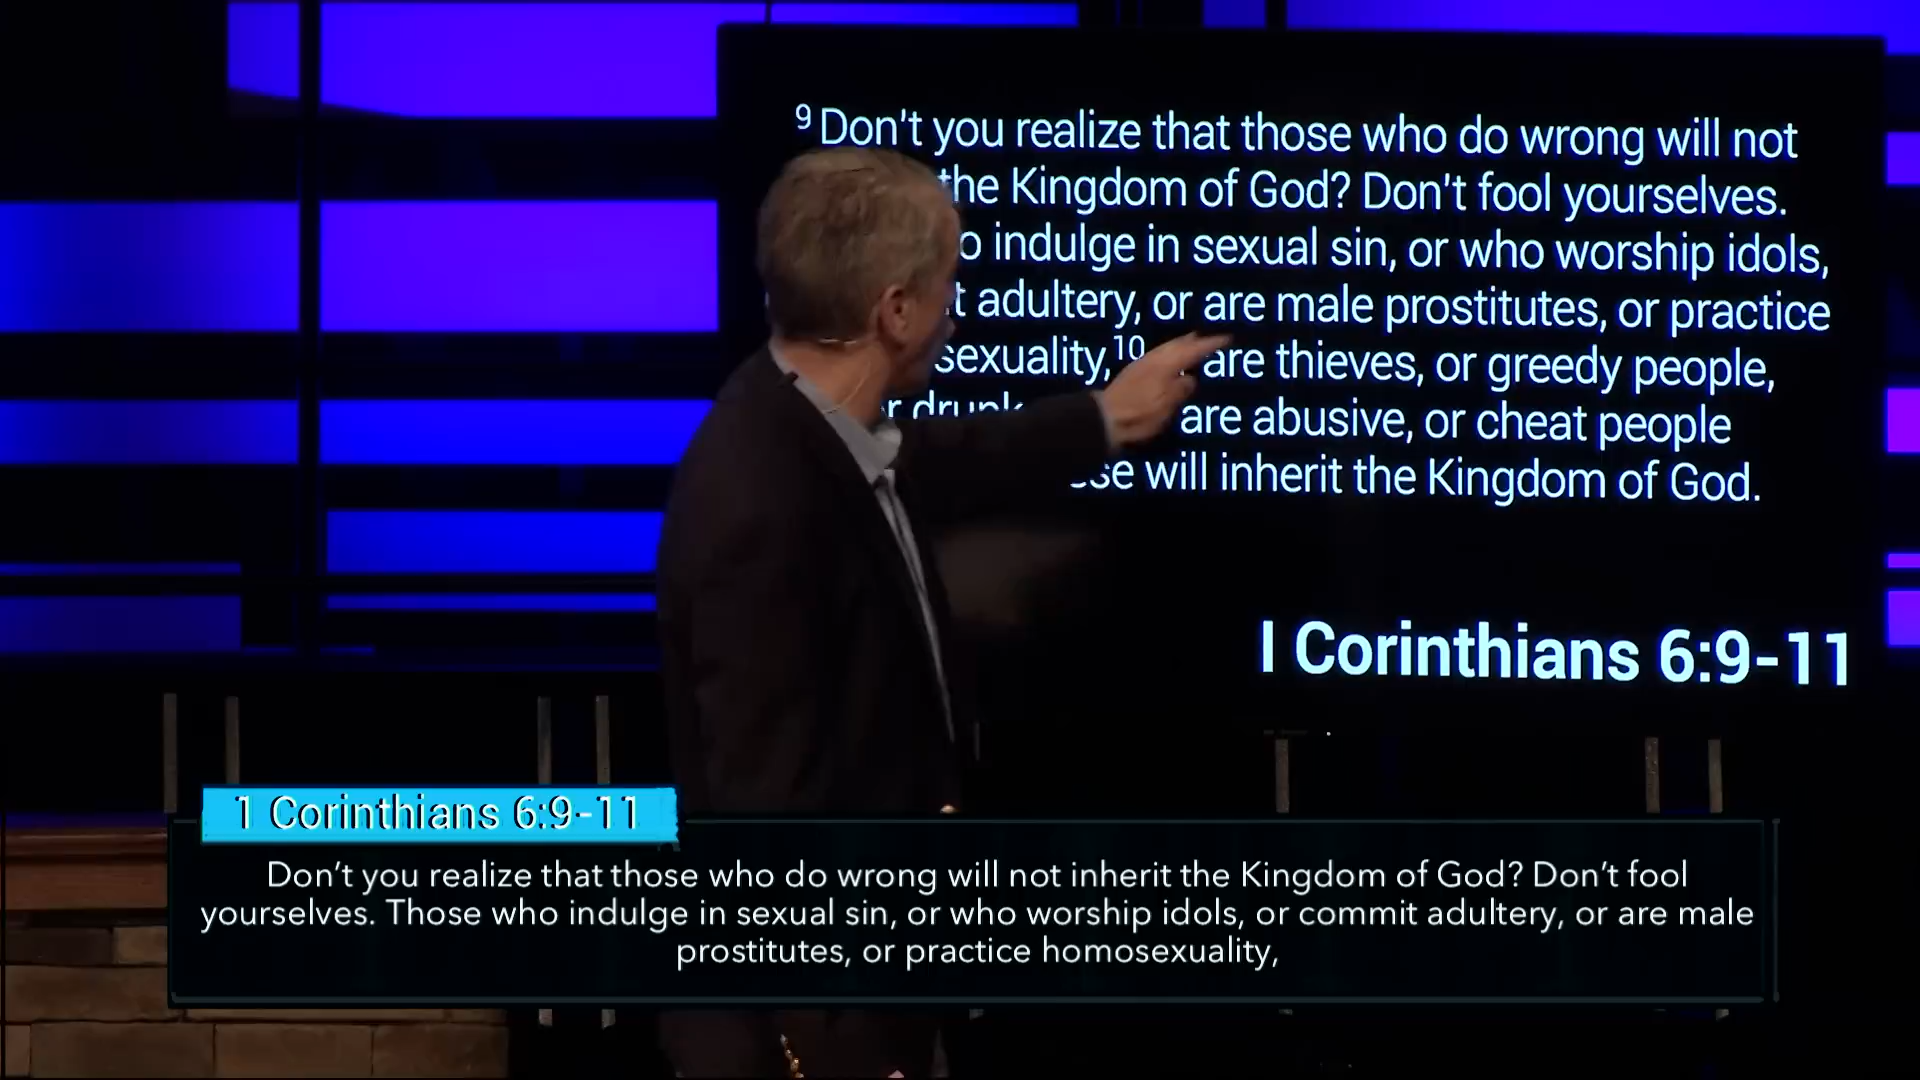 9 Don't you realize that those who do wrong will not
the Kingdom of God? Don't fool yourselves.
indulge in sexual sin, or who worship idols,
adultery, or are male prostitutes, or practice
sexuality, 10 are thieves, or greedy people,
are abusive, or cheat people
will inherit the Kingdom of God.
I Corinthians 6:9-11
1 Corinthians 6:9-11
Don't you realize that those who do wrong will not inherit the Kingdom of God? Don't fool
yourselves. Those who indulge in sexual sin, or who worship idols, or commit adultery, or are male
prostitutes, or practice homosexuality,